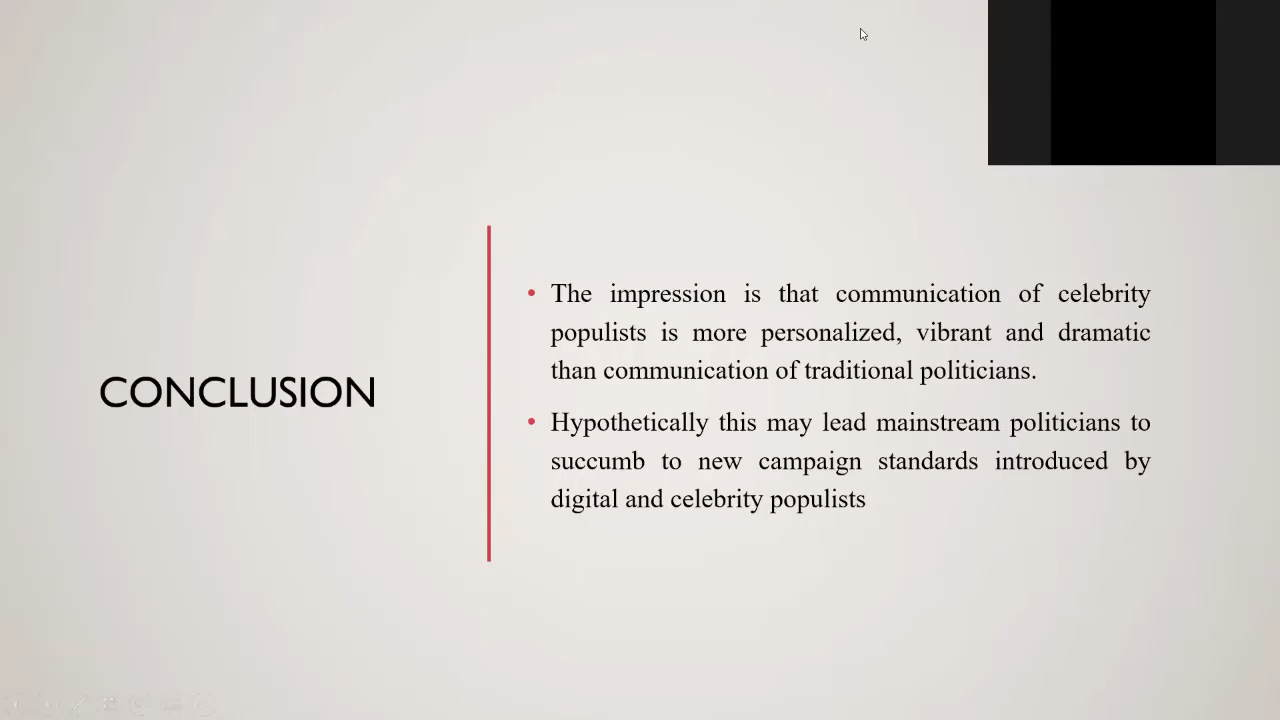 CONCLUSION
• The impression is that communication of celebrity
populists is more personalized, vibrant and dramatic
than communication of traditional politicians.
• Hypothetically this may lead mainstream politicians to
succumb to new campaign standards introduced by
digital and celebrity populists